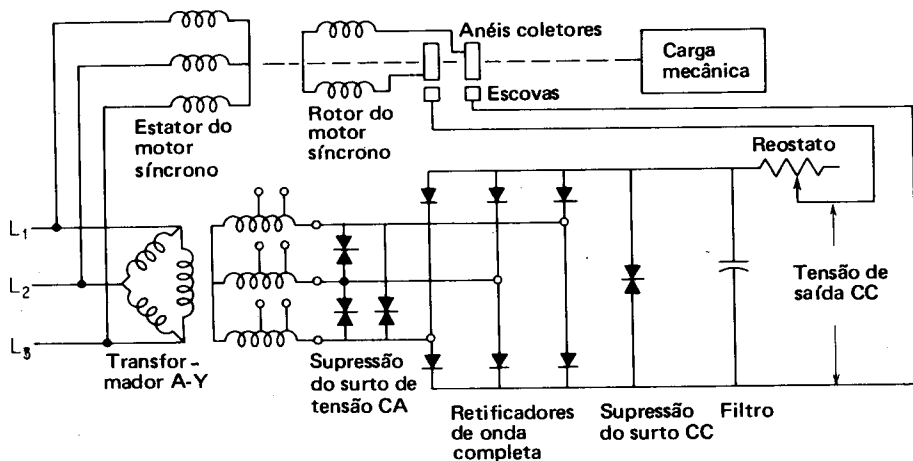 Anéis coletores
Carga
mecânica
Escovas
Estator do
motor
síncrono
Rotor do
motor
síncrono
Reostato
L1
L2
L3
Tensão de
saída CC
Transfor-
mador A-Y
Supressão
do surto de
tensão CA
Retificadores
de onda
completa
Supressão
do surto CC
Filtro